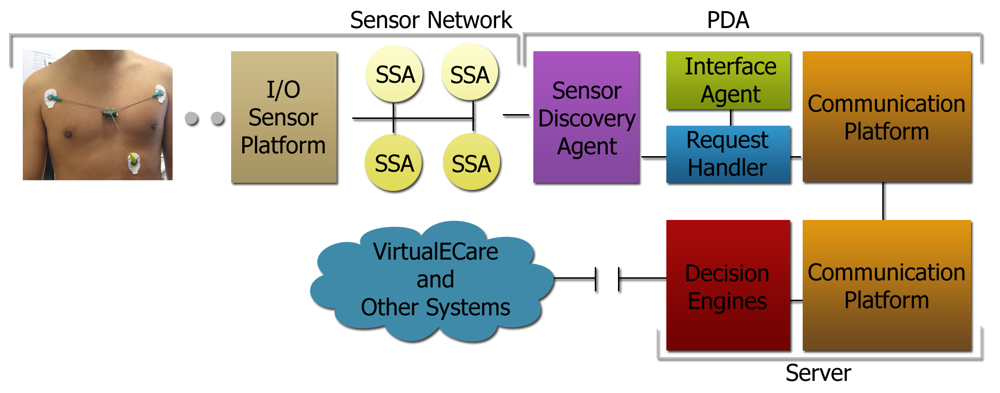 Sensor Network
PDA
I/O
Sensor
Platform
SSA
SSA
SSA
SSA
Sensor
Discovery
Agent
Interface
Agent
Request
Handler
Communication
Platform
VirtualECare
and
Other Systems
Decision
Engines
Communication
Platform
Server